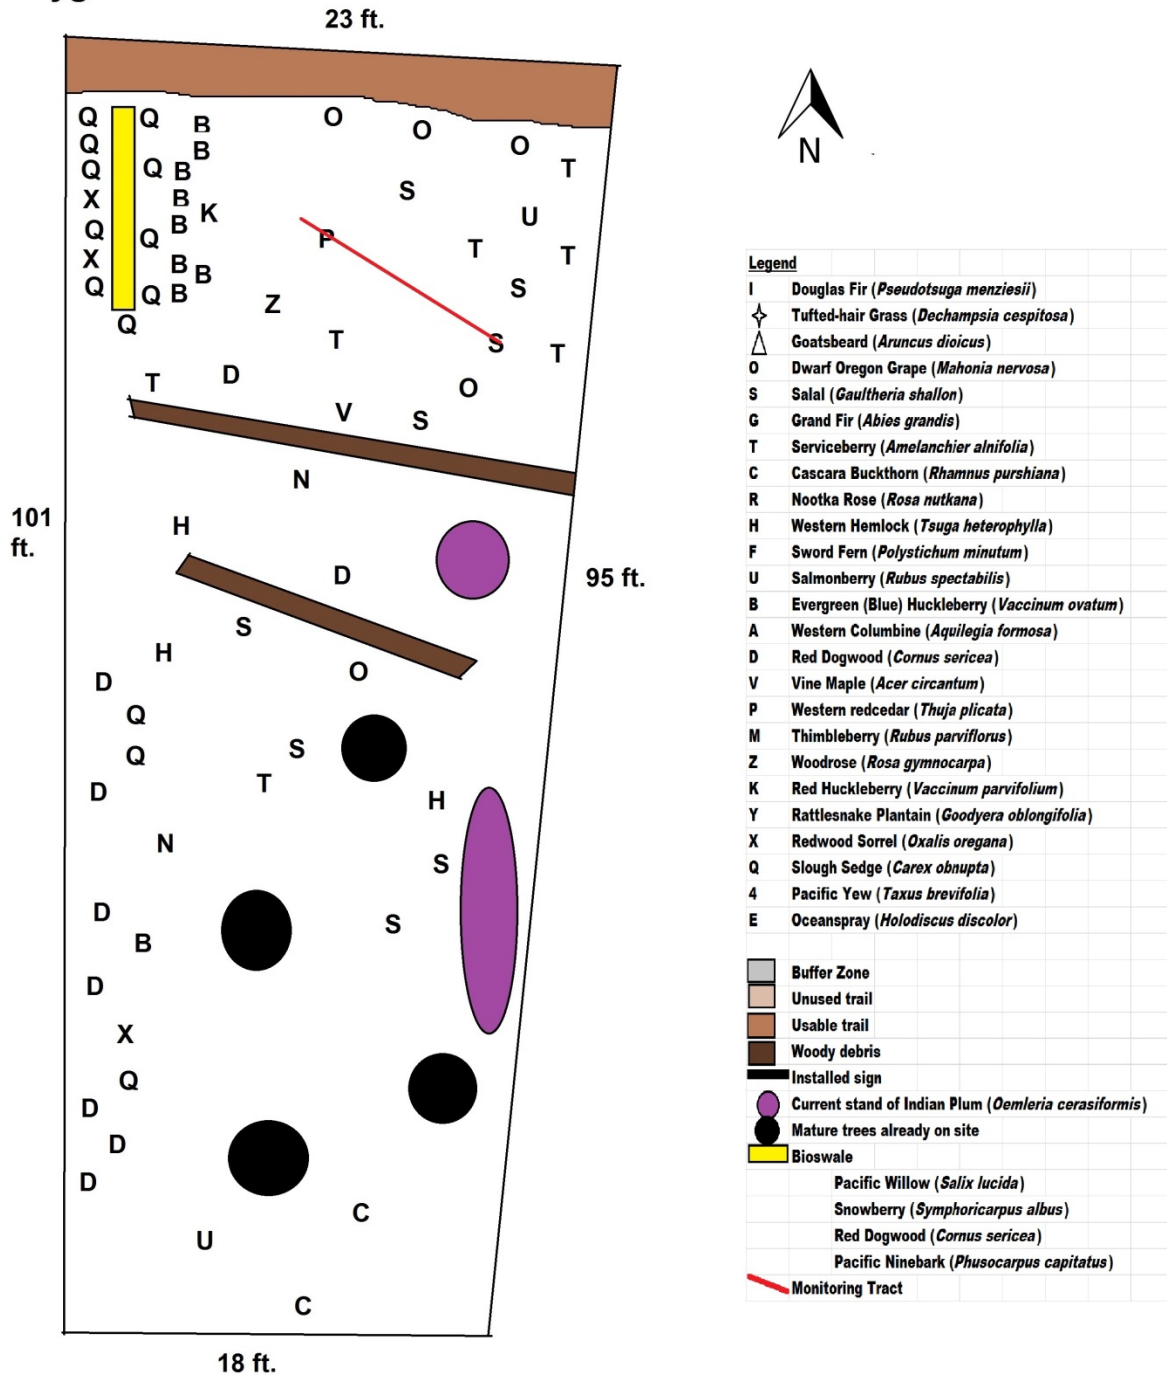 23 ft.
N
Q Q B O O O
Q B
Q Q B T
X B S
Q Q B K U
P T T
X B B
Q Q B Z S
Q
T S T
T D O
V S
N
101
ft.
H
D
95 ft.
S
H O
D
Q
Q S
T
D H
N
S
D S
B
D
X
Q
D
D
D
C
U
C
18 ft.
Legend
I Douglas Fir (Pseudotsuga menziesii)
Tufted-hair Grass (Dechampsia cespitosa)
Goatsbeard (Aruncus dioicus)
O Dwarf Oregon Grape (Mahonia nervosa)
S Salal (Gaultheria shallon)
G Grand Fir (Abies grandis)
T Serviceberry (Amelanchier alnifolia)
C Cascara Buckthorn (Rhamnus purshiana)
R Nootka Rose (Rosa nutkana)
H Western Hemlock (Tsuga heterophylla)
F Sword Fern (Polystichum minutum)
U Salmonberry (Rubus spectabilis)
B Evergreen (Blue) Huckleberry (Vaccinum ovatum)
A Western Columbine (Aquilegia formosa)
D Red Dogwood (Cornus sericea)
V Vine Maple (Acer circantum)
P Western redcedar (Thuja plicata)
M Thimbleberry (Rubus parviflorus)
Z Woodrose (Rosa gymnocarpa)
K Red Huckleberry (Vaccinum parvifolium)
Y Rattlesnake Plantain (Goodyera oblongifolia)
X Redwood Sorrel (Oxalis oregana)
Q Slough Sedge (Carex obnupta)
4 Pacific Yew (Taxus brevifolia)
E Oceanspray (Holodiscus discolor)
Buffer Zone
Unused trail
Usable trail
Woody debris
Installed sign
Current stand of Indian Plum (Oemleria cerasiformis)
Mature trees already on site
Bioswale
Pacific Willow (Salix lucida)
Snowberry (Symphoricarpus albus)
Red Dogwood (Cornus sericea)
Pacific Ninebark (Phusocarpus capitatus)
Monitoring Tract